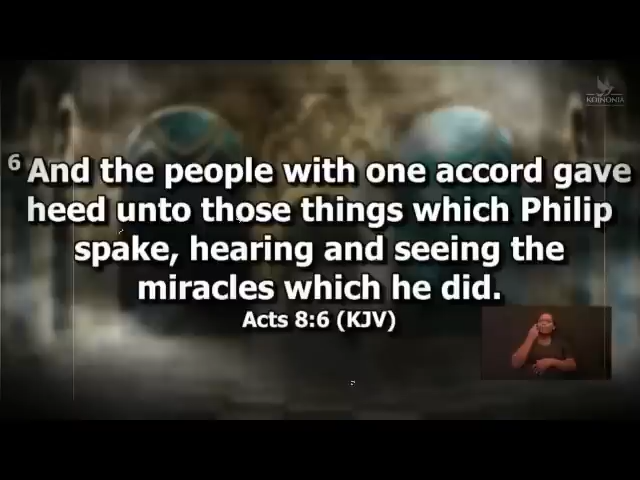 KOINONIA
6 And the people with one accord gave
heed unto those things which Philip
spake, hearing and seeing the
miracles which he did.
Acts 8:6 (KJV)